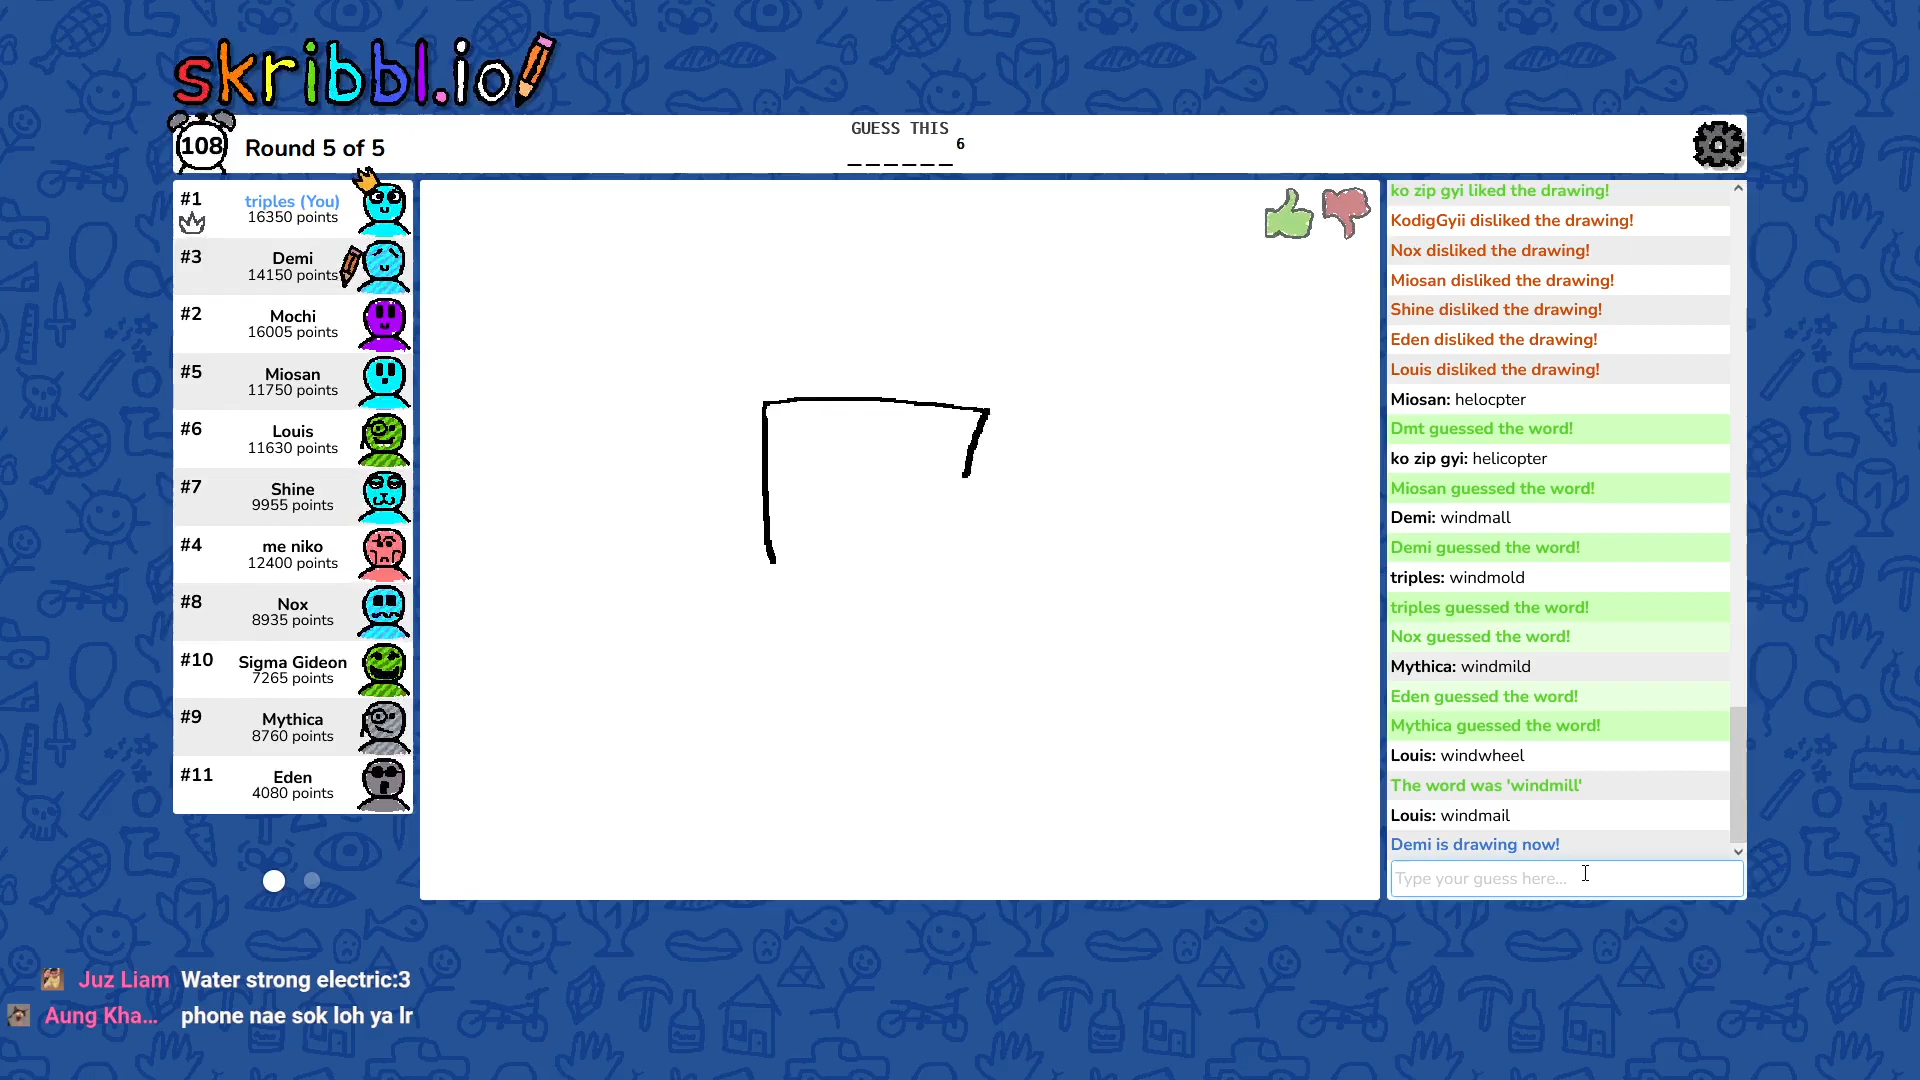 skribbl.io
108
Round 5 of 5
GUESS THIS
______ 6
#1
triples (You)
16350 points
#3
Demi
14150 points
#2
Mochi
16005 points
#5
Miosan
11750 points
#6
Louis
11630 points
#7
Shine
9955 points
#4
me niko
12400 points
#8
Nox
8935 points
#10
Sigma Gideon
7265 points
#9
Mythica
8760 points
#11
Eden
4080 points
ko zip gyi liked the drawing!
KodigGyii disliked the drawing!
Nox disliked the drawing!
Miosan disliked the drawing!
Shine disliked the drawing!
Eden disliked the drawing!
Louis disliked the drawing!
Miosan: helocpter
Dmt guessed the word!
ko zip gyi: helicopter
Miosan guessed the word!
Demi: windmall
Demi guessed the word!
triples: windmold
triples guessed the word!
Nox guessed the word!
Mythica: windmild
Eden guessed the word!
Mythica guessed the word!
Louis: windwheel
The word was 'windmill'
Louis: windmail
Demi is drawing now!
Type your guess here...
Juz Liam Water strong electric:3
Aung Kha... phone nae sok loh ya lr